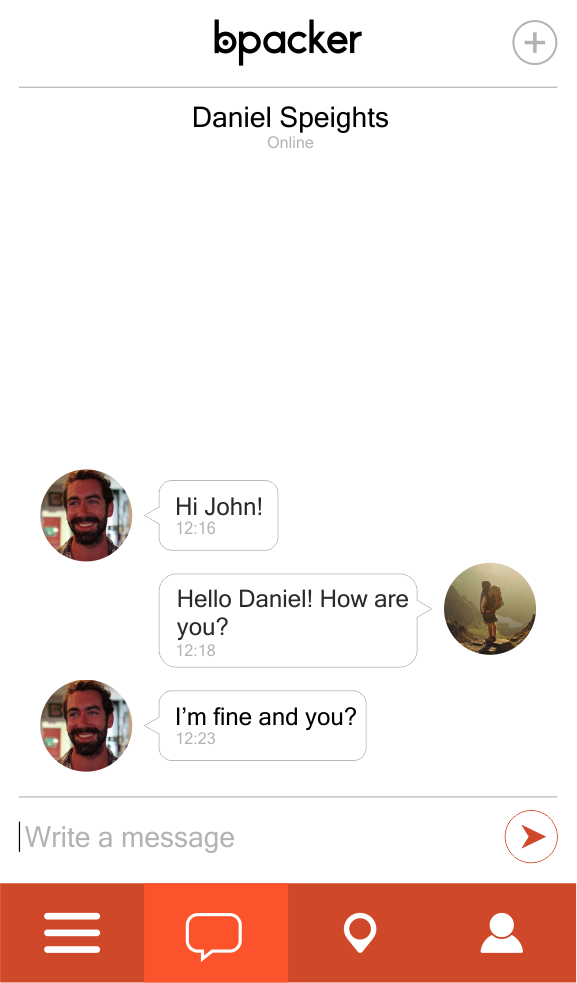 bpacker
Daniel Speights
Online
Hi John!
12:16
Hello Daniel! How are
you?
12:18
I’m fine and you?
12:23
Write a message